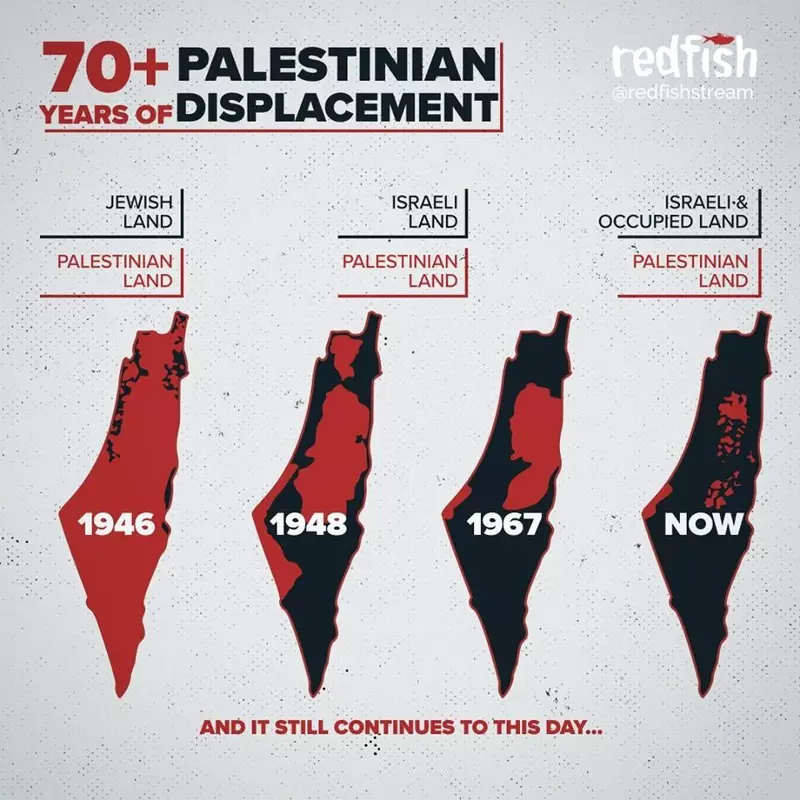 70+ PALESTINIAN
YEARS OF DISPLACEMENT
redfish
@redfishstream
JEWISH
LAND
PALESTINIAN
LAND
ISRAELI
LAND
PALESTINIAN
LAND
ISRAELI &
OCCUPIED LAND
PALESTINIAN
LAND
1946
1948
1967
NOW
AND IT STILL CONTINUES TO THIS DAY...